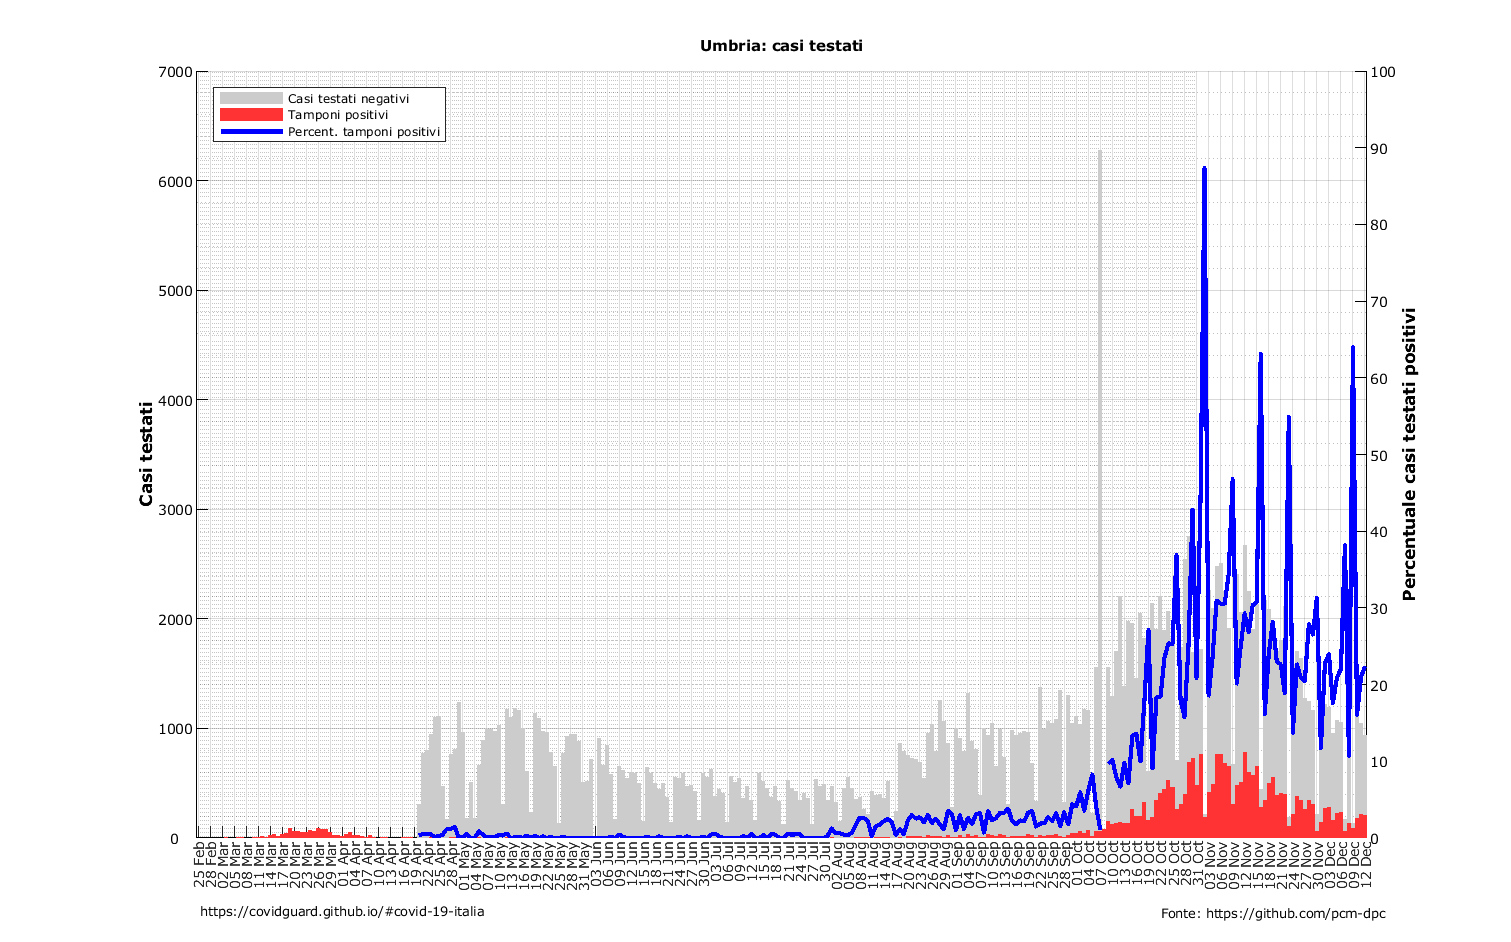 Umbria: casi testati
Casi testati negativi
Tamponi positivi
Percent. tamponi positivi
7000
6000
5000
4000
3000
2000
1000
0
Casi testati
100
90
80
70
60
50
40
30
20
10
0
Percentuale casi testati positivi
25 Feb
28 Feb
02 Mar
05 Mar
08 Mar
11 Mar
14 Mar
17 Mar
20 Mar
23 Mar
26 Mar
29 Mar
01 Apr
04 Apr
07 Apr
10 Apr
13 Apr
16 Apr
19 Apr
22 Apr
25 Apr
28 Apr
01 May
04 May
07 May
10 May
13 May
16 May
19 May
22 May
25 May
28 May
31 May
03 Jun
06 Jun
09 Jun
12 Jun
15 Jun
18 Jun
21 Jun
24 Jun
27 Jun
30 Jun
03 Jul
06 Jul
09 Jul
12 Jul
15 Jul
18 Jul
21 Jul
24 Jul
27 Jul
30 Jul
02 Aug
05 Aug
08 Aug
11 Aug
14 Aug
17 Aug
20 Aug
23 Aug
26 Aug
29 Aug
01 Sep
04 Sep
07 Sep
10 Sep
13 Sep
16 Sep
19 Sep
22 Sep
25 Sep
28 Sep
01 Oct
04 Oct
07 Oct
10 Oct
13 Oct
16 Oct
19 Oct
22 Oct
25 Oct
28 Oct
31 Oct
03 Nov
06 Nov
09 Nov
12 Nov
15 Nov
18 Nov
21 Nov
24 Nov
27 Nov
30 Nov
03 Dec
06 Dec
09 Dec
12 Dec
https://covidguard.github.io/#covid-19-italia
Fonte: https://github.com/pcm-dpc